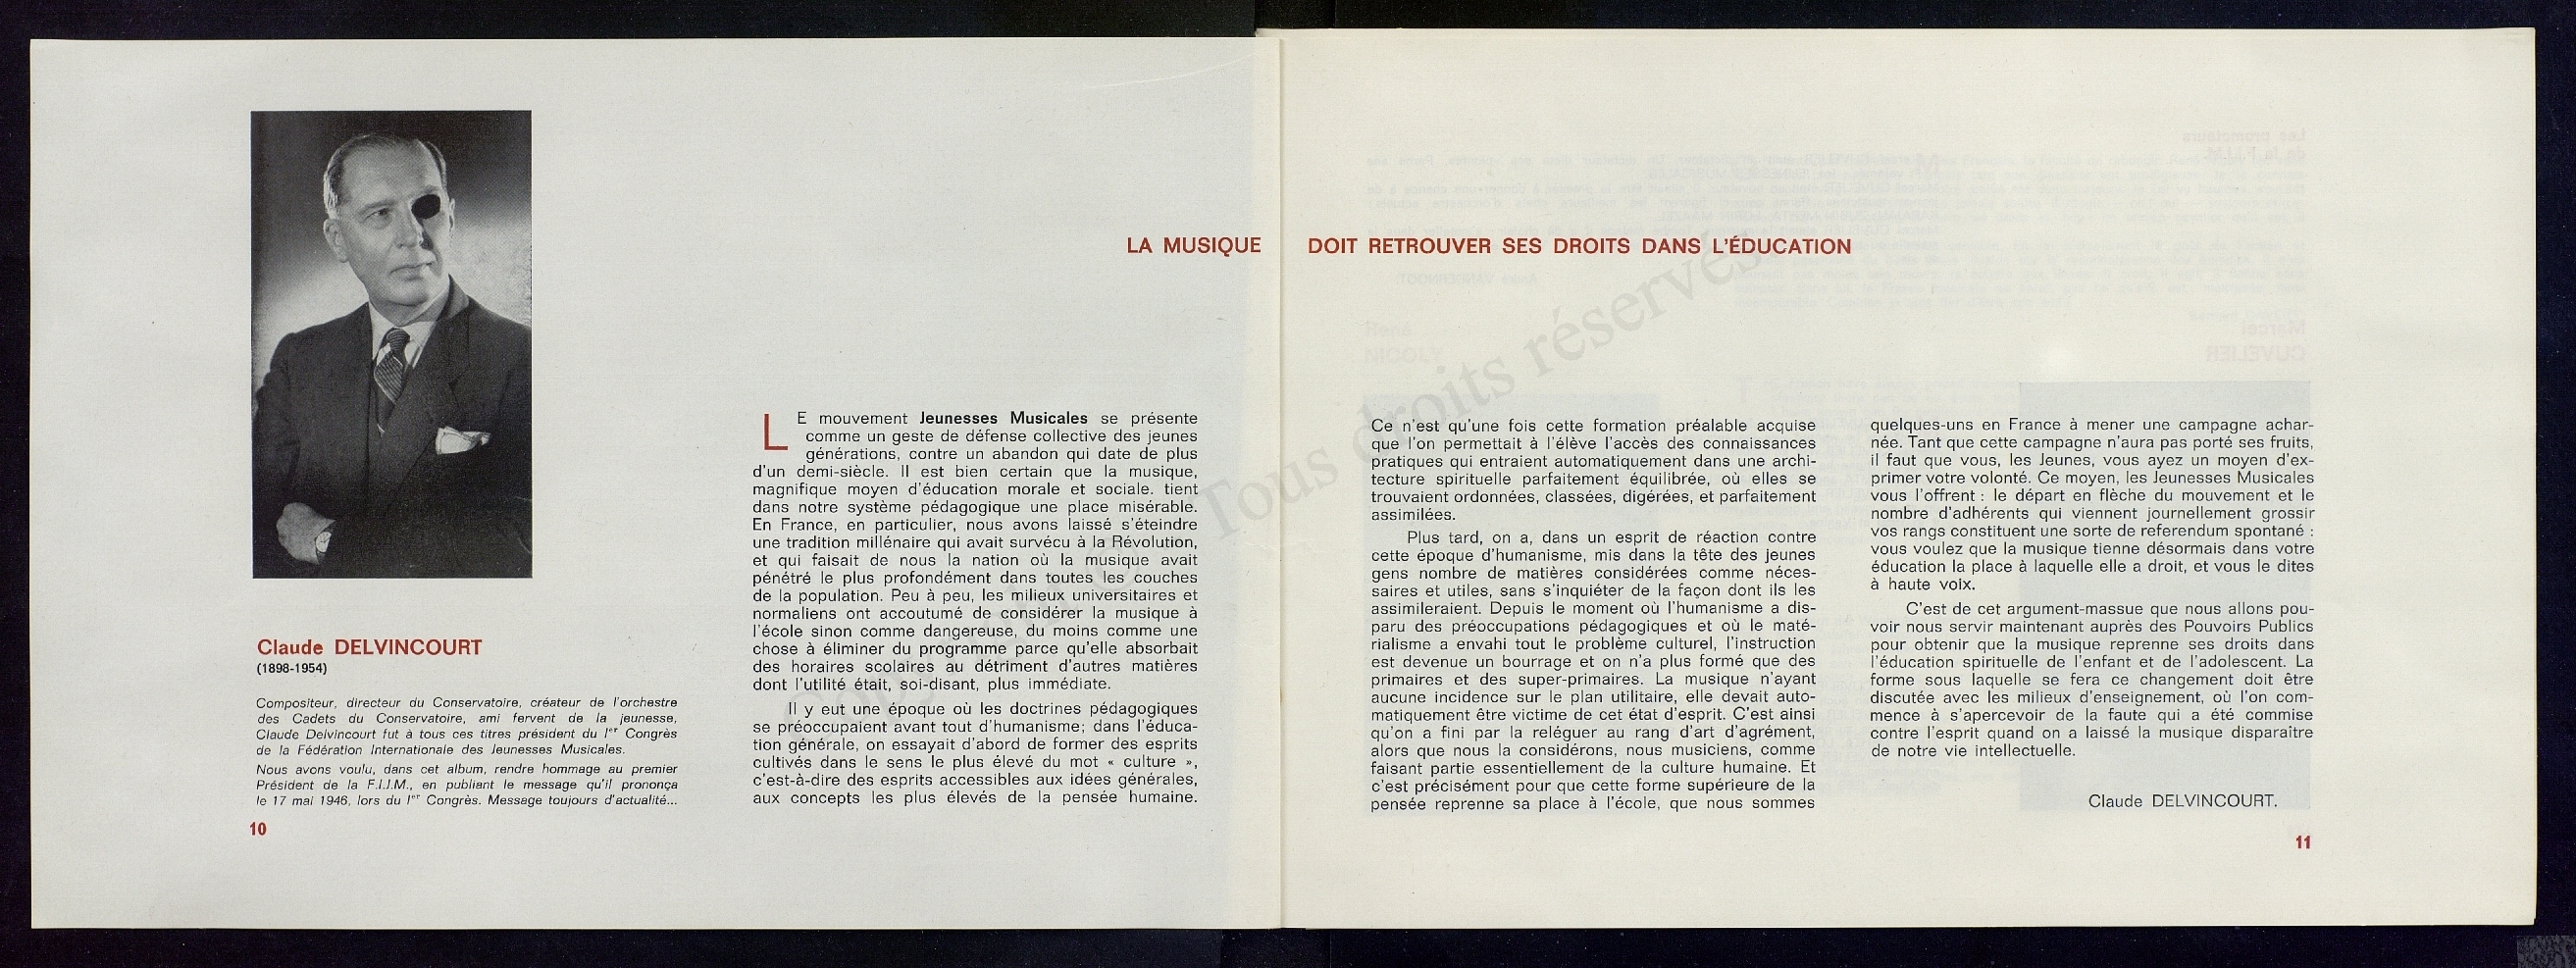 LA MUSIQUE DOIT RETROUVER SES DROITS DANS L'ÉDUCATION
Claude DELVINCOURT
(1898-1954)
Compositeur, directeur du Conservatoire, créateur de l'orchestre
des Cadets du Conservatoire, ami fervent de la jeunesse,
Claude Delvincourt fut à tous ces titres président du Ier Congrès
de la Fédération Internationale des Jeunesses Musicales.
Nous avons voulu, dans cet album, rendre hommage au premier
Président de la F.I.J.M., en publiant le message qu'il prononça
le 17 mai 1946, lors du Ier Congrès. Message toujours d'actualité...
10
LE mouvement Jeunesses Musicales se présente
comme un geste de défense collective des jeunes
générations, contre un abandon qui date de plus
d'un demi-siècle. Il est bien certain que la musique,
magnifique moyen d'éducation morale et sociale. tient
dans notre système pédagogique une place misérable.
En France, en particulier, nous avons laissé s'éteindre
une tradition millénaire qui avait survécu à la Révolution,
et qui faisait de nous la nation où la musique avait
pénétré le plus profondément dans toutes les couches
de la population. Peu à peu, les milieux universitaires et
normaliens ont accoutumé de considérer la musique à
l'école sinon comme dangereuse, du moins comme une
chose à éliminer du programme parce qu'elle absorbait
des horaires scolaires au détriment d'autres matières
dont l'utilité était, soi-disant, plus immédiate.
Il y eut une époque où les doctrines pédagogiques
se préoccupaient avant tout d'humanisme; dans l'éduca-
tion générale, on essayait d'abord de former des esprits
cultivés dans le sens le plus élevé du mot « culture »,
c'est-à-dire des esprits accessibles aux idées générales,
aux concepts les plus élevés de la pensée humaine.
Ce n'est qu'une fois cette formation préalable acquise
que l'on permettait à l'élève l'accès des connaissances
pratiques qui entraient automatiquement dans une archi-
tecture spirituelle parfaitement équilibrée, où elles se
trouvaient ordonnées, classées, digérées, et parfaitement
assimilées.
Plus tard, on a, dans un esprit de réaction contre
cette époque d'humanisme, mis dans la tête des jeunes
gens nombre de matières considérées comme néces-
saires et utiles, sans s'inquiéter de la façon dont ils les
assimileraient. Depuis le moment où l'humanisme a dis-
paru des préoccupations pédagogiques et où le maté-
rialisme a envahi tout le problème culturel, l'instruction
est devenue un bourrage et on n'a plus formé que des
primaires et des super-primaires. La musique n'ayant
aucune incidence sur le plan utilitaire, elle devait auto-
matiquement être victime de cet état d'esprit. C'est ainsi
qu'on a fini par la reléguer au rang d'art d'agrément,
alors que nous la considérons, nous musiciens, comme
faisant partie essentiellement de la culture humaine. Et
c'est précisément pour que cette forme supérieure de la
pensée reprenne sa place à l'école, que nous sommes
quelques-uns en France à mener une campagne achar-
née. Tant que cette campagne n'aura pas porté ses fruits,
il faut que vous, les Jeunes, vous ayez un moyen d'ex-
primer votre volonté. Ce moyen, les Jeunesses Musicales
vous l'offrent : le départ en flèche du mouvement et le
nombre d'adhérents qui viennent journellement grossir
vos rangs constituent une sorte de referendum spontané :
vous voulez que la musique tienne désormais dans votre
éducation la place à laquelle elle a droit, et vous le dites
à haute voix.
C'est de cet argument-massue que nous allons pou-
voir nous servir maintenant auprès des Pouvoirs Publics
pour obtenir que la musique reprenne ses droits dans
l'éducation spirituelle de l'enfant et de l'adolescent. La
forme sous laquelle se fera ce changement doit être
discutée avec les milieux d'enseignement, où l'on com-
mence à s'apercevoir de la faute qui a été commise
contre l'esprit quand on a laissé la musique disparaître
de notre vie intellectuelle.
Claude DELVINCOURT.
11
Copyright © Tous droits réservés